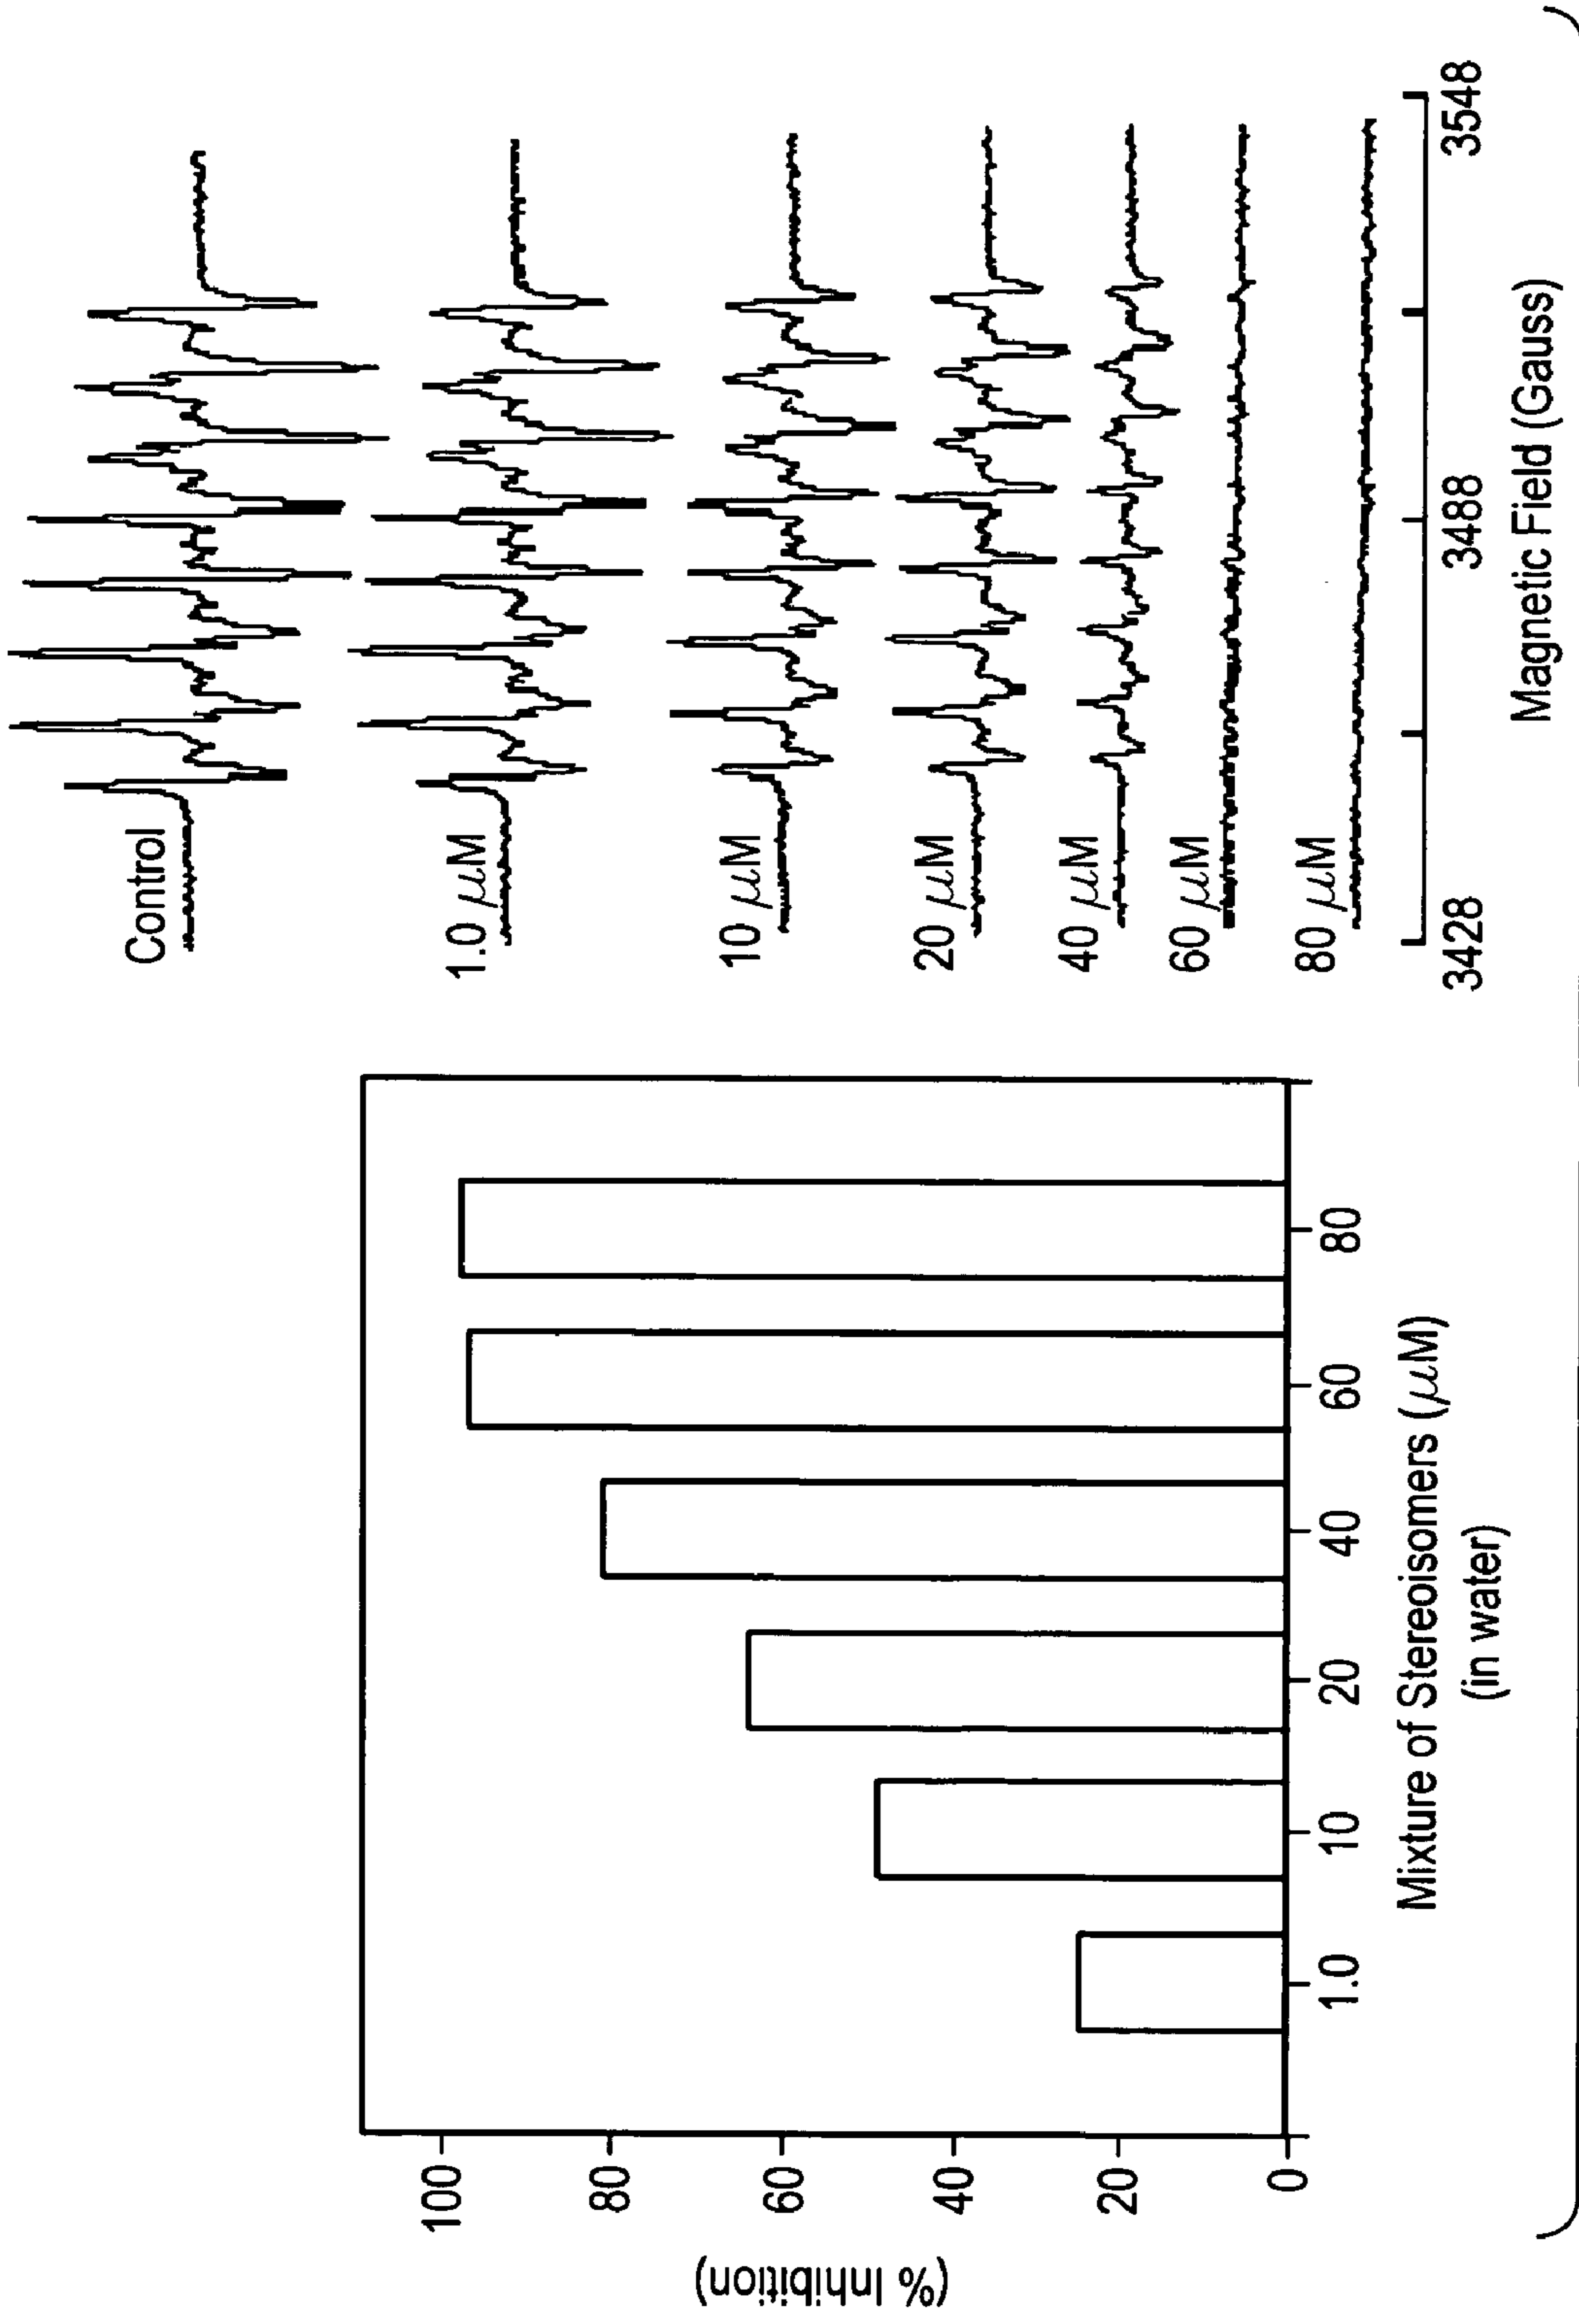 (% Inhibition)
100
80
60
40
20
0
1.0
10
20
40
60
80
Mixture of Stereoisomers (μM)
(in water)
Control
1.0 μM
10 μM
20 μM
40 μM
60 μM
80 μM
3428
3488
3548
Magnetic Field (Gauss)